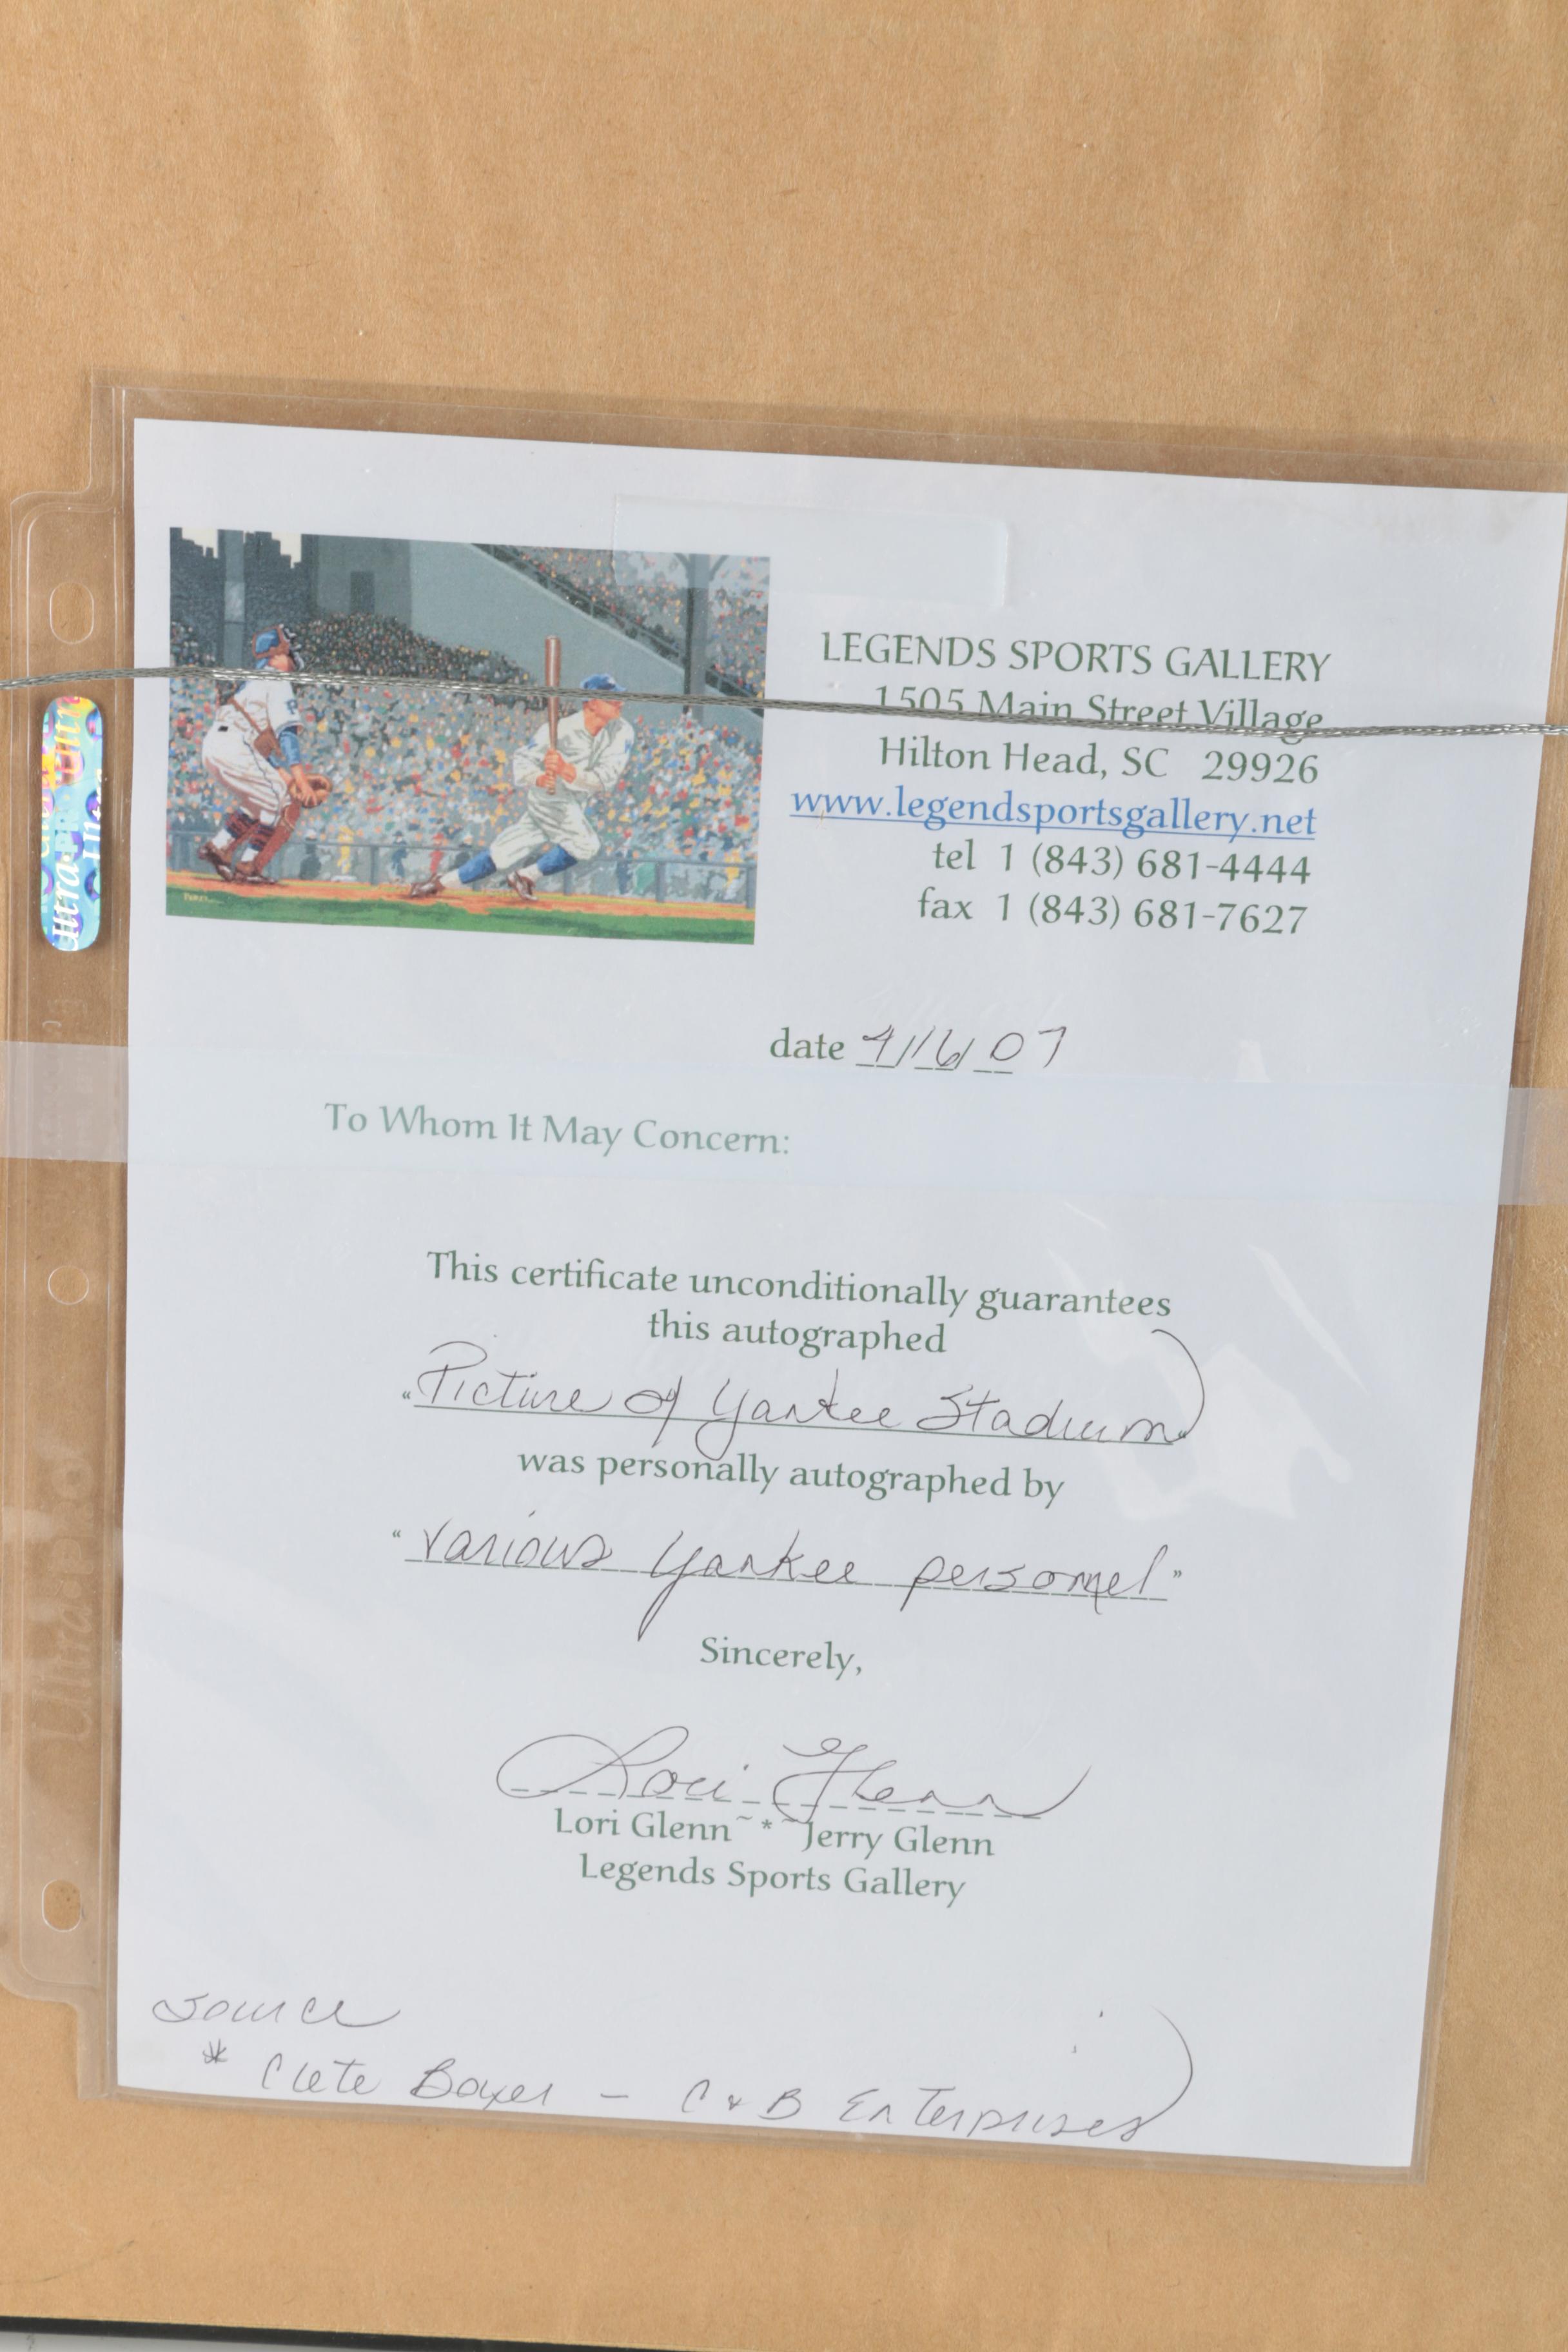 LEGENDS SPORTS GALLERY
1505 Main Street Village
Hilton Head, SC 29926
www.legendsportsgallery.net
tel 1 (843) 681-4444
fax 1 (843) 681-7627
date 4/16/07
To Whom It May Concern:
This certificate unconditionally guarantees
this autographed
"Picture of Yankee Stadium"
was personally autographed by
"various Yankee personnel"
Sincerely,
Lori Glenn
Lori Glenn ~*~ Jerry Glenn
Legends Sports Gallery
source
* Clete Boyer - C & B Enterprises
Ultra-PRO